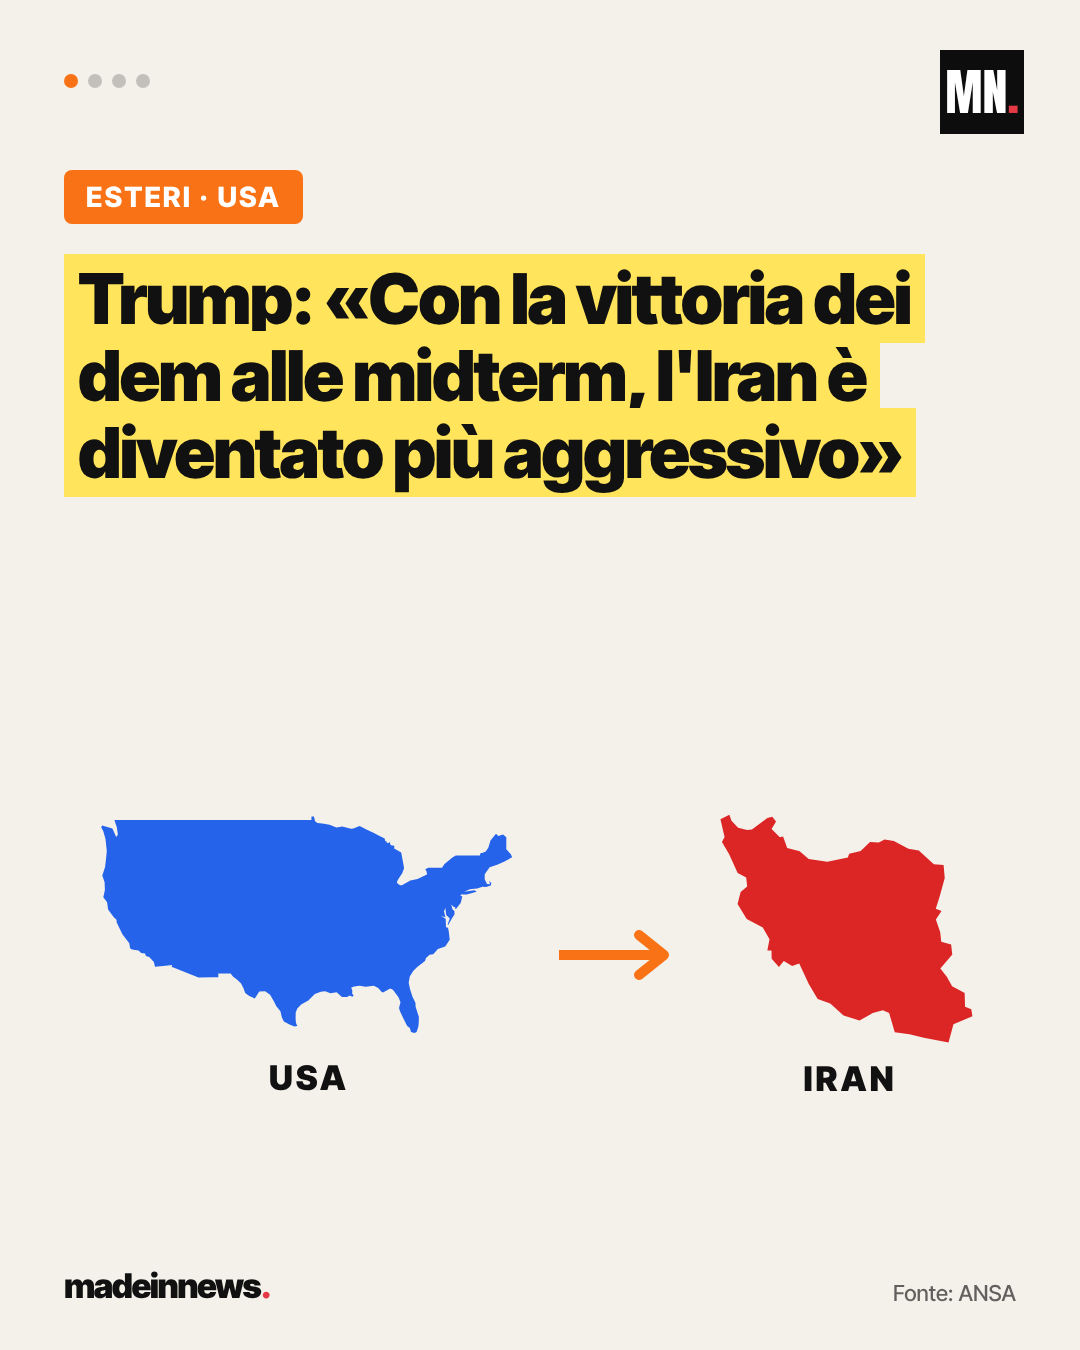 MN.
ESTERI · USA
Trump: «Con la vittoria dei
dem alle midterm, l'Iran è
diventato più aggressivo»
USA
IRAN
madeinnews.
Fonte: ANSA